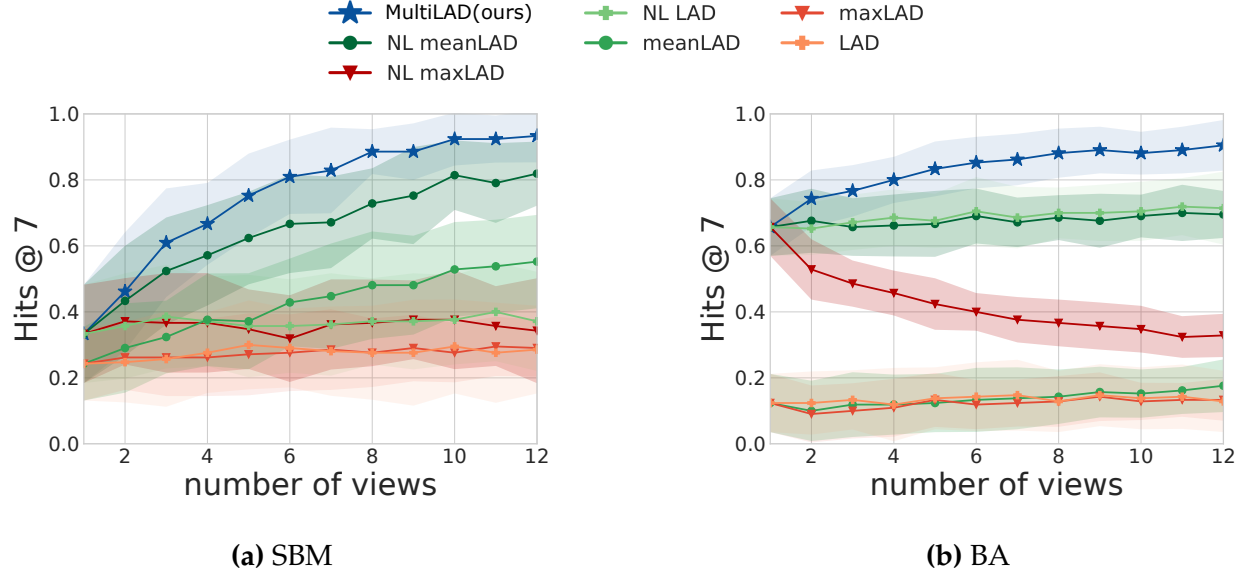 MultiLAD(ours) NL LAD maxLAD
NL meanLAD meanLAD LAD
NL maxLAD
1.0
0.8
0.6
0.4
0.2
0.0
Hits @ 7
2 4 6 8 10 12
number of views
(a) SBM
1.0
0.8
0.6
0.4
0.2
0.0
Hits @ 7
2 4 6 8 10 12
number of views
(b) BA